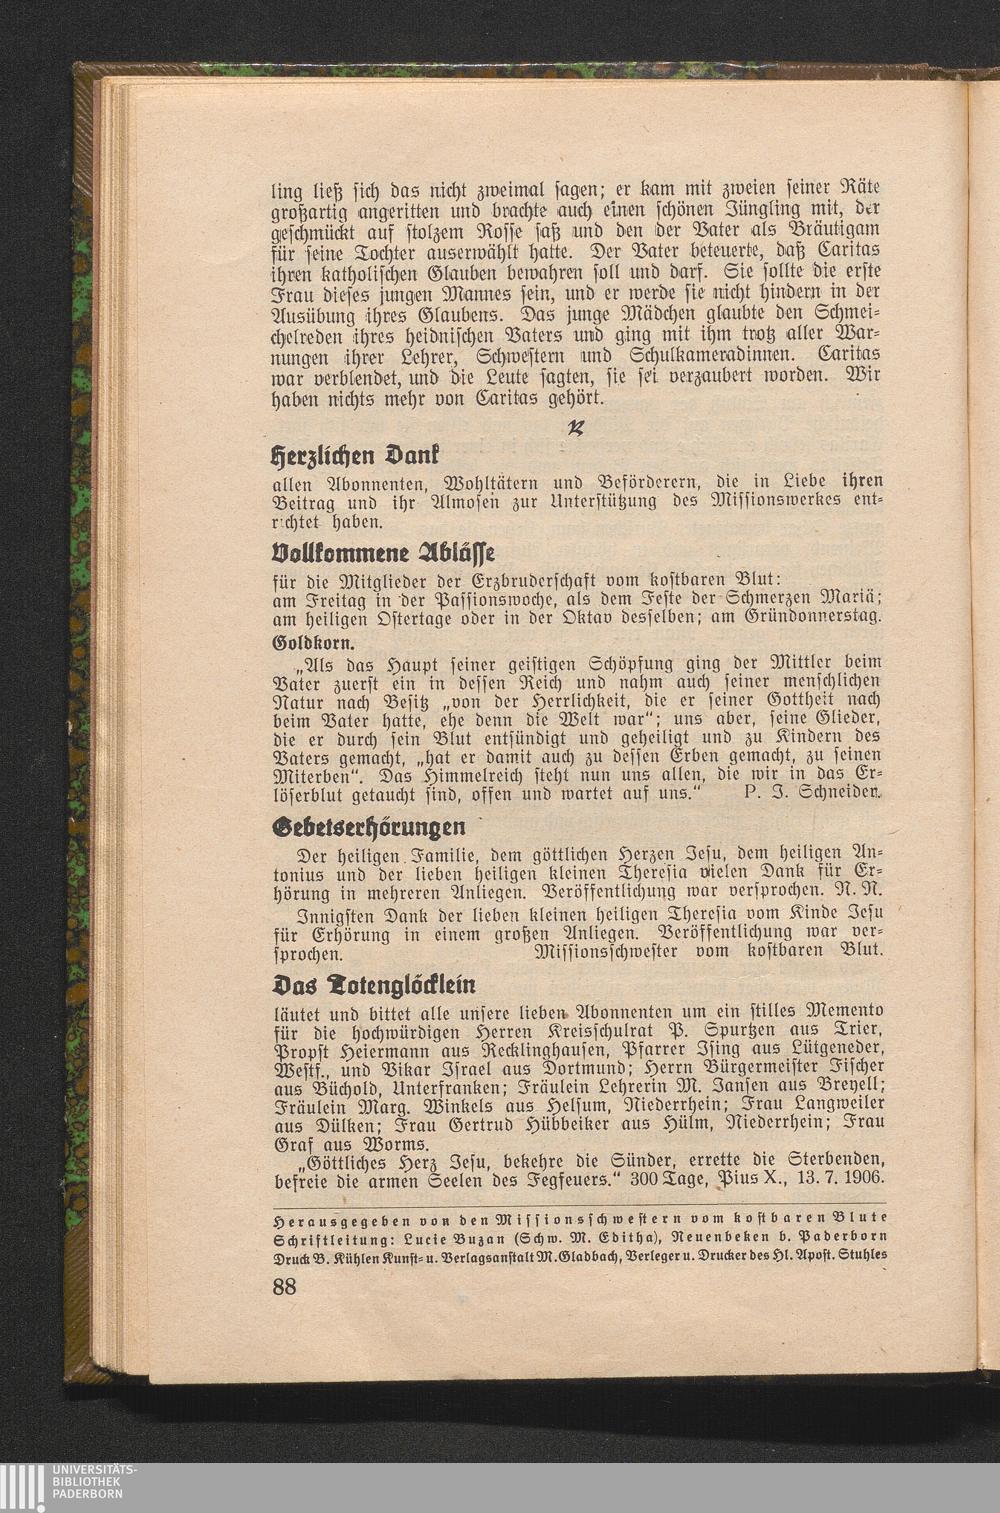 ling ließ sich das nicht zweimal sagen; er kam mit zweien seiner Räte
großartig angeritten und brachte auch einen schönen Jüngling mit, der
geschmückt auf stolzem Rosse saß und den der Vater als Bräutigam
für seine Tochter auserwählt hatte. Der Vater beteuerte, daß Caritas
ihren katholischen Glauben bewahren soll und darf. Sie sollte die erste
Frau dieses jungen Mannes sein, und er werde sie nicht hindern in der
Ausübung ihres Glaubens. Das junge Mädchen glaubte den Schmei-
chelreden ihres heidnischen Vaters und ging mit ihm trotz aller War-
nungen ihrer Lehrer, Schwestern und Schulkameradinnen. Caritas
war verblendet, und die Leute sagten, sie sei verzaubert worden. Wir
haben nichts mehr von Caritas gehört.
Herzlichen Dank
allen Abonnenten, Wohltätern und Beförderern, die in Liebe ihren
Beitrag und ihr Almosen zur Unterstützung des Missionswerkes ent-
richtet haben.
Vollkommene Ablässe
für die Mitglieder der Erzbruderschaft vom kostbaren Blut:
am Freitag in der Passionswoche, als dem Feste der Schmerzen Mariä;
am heiligen Ostertage oder in der Oktav desselben; am Gründonnerstag.
Goldkorn.
„Als das Haupt seiner geistigen Schöpfung ging der Mittler beim
Vater zuerst ein in dessen Reich und nahm auch seiner menschlichen
Natur nach Besitz „von der Herrlichkeit, die er seiner Gottheit nach
beim Vater hatte, ehe denn die Welt war“; uns aber, seine Glieder,
die er durch sein Blut entsündigt und geheiligt und zu Kindern des
Vaters gemacht, „hat er damit auch zu dessen Erben gemacht, zu seinen
Miterben“. Das Himmelreich steht nun uns allen, die wir in das Er-
löserblut getaucht sind, offen und wartet auf uns.“ P. J. Schneider.
Gebetserhörungen
Der heiligen Familie, dem göttlichen Herzen Jesu, dem heiligen An-
tonius und der lieben heiligen kleinen Theresia vielen Dank für Er-
hörung in mehreren Anliegen. Veröffentlichung war versprochen. N. N.
Innigsten Dank der lieben kleinen heiligen Theresia vom Kinde Jesu
für Erhörung in einem großen Anliegen. Veröffentlichung war ver-
sprochen. Missionsschwester vom kostbaren Blut.
Das Totenglöcklein
läutet und bittet alle unsere lieben Abonnenten um ein stilles Memento
für die hochwürdigen Herren Kreisschulrat P. Spurtzen aus Trier,
Propst Heiermann aus Recklinghausen, Pfarrer Ising aus Lütgeneder,
Westf., und Vikar Israel aus Dortmund; Herrn Bürgermeister Fischer
aus Büchold, Unterfranken; Fräulein Lehrerin M. Jansen aus Breyell;
Fräulein Marg. Winkels aus Helsum, Niederrhein; Frau Langweiler
aus Dülken; Frau Gertrud Hübbeiker aus Hülm, Niederrhein; Frau
Graf aus Worms.
„Göttliches Herz Jesu, bekehre die Sünder, errette die Sterbenden,
befreie die armen Seelen des Fegfeuers.“ 300 Tage, Pius X., 13. 7. 1906.
Herausgegeben von den Missionsschwestern vom kostbaren Blute
Schriftleitung: Lucie Buzan (Schw. M. Editha), Neuenbeken b. Paderborn
Druck B. Kühlen Kunst- u. Verlagsanstalt M.Gladbach, Verleger u. Drucker des Hl. Apost. Stuhles
88
UNIVERSITÄTS-
BIBLIOTHEK
PADERBORN